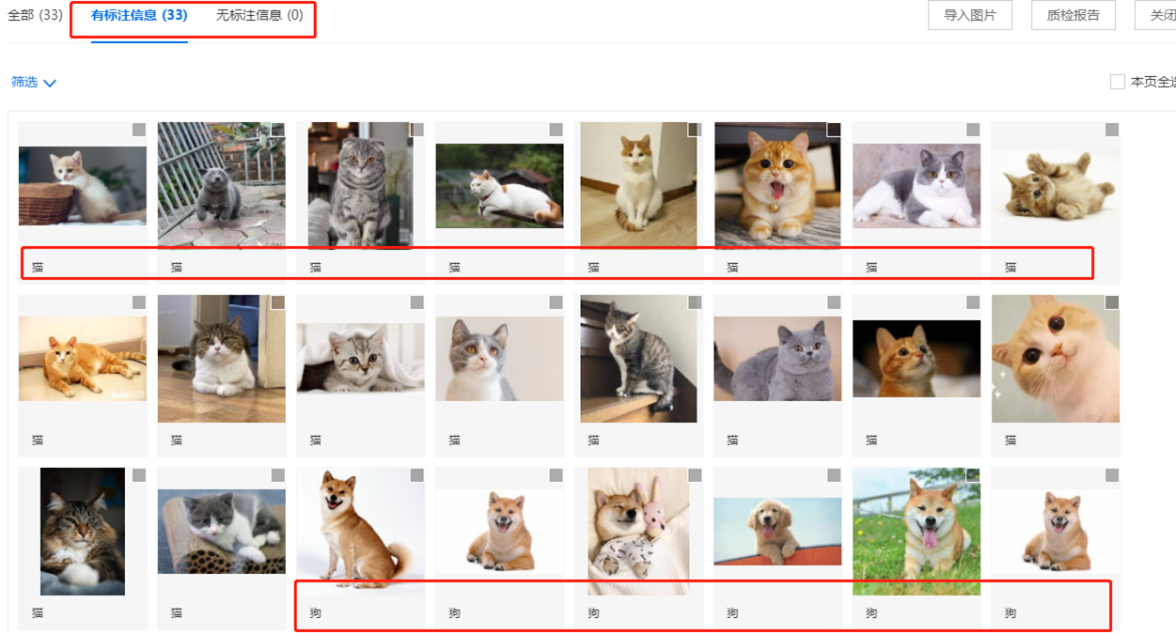 全部 (33) 有标注信息 (33) 无标注信息 (0) 导入图片 质检报告 关闭
筛选 本页全选
猫 猫 猫 猫 猫 猫 猫 猫
猫 猫 猫 猫 猫 猫 猫 猫
猫 猫 狗 狗 狗 狗 狗 狗